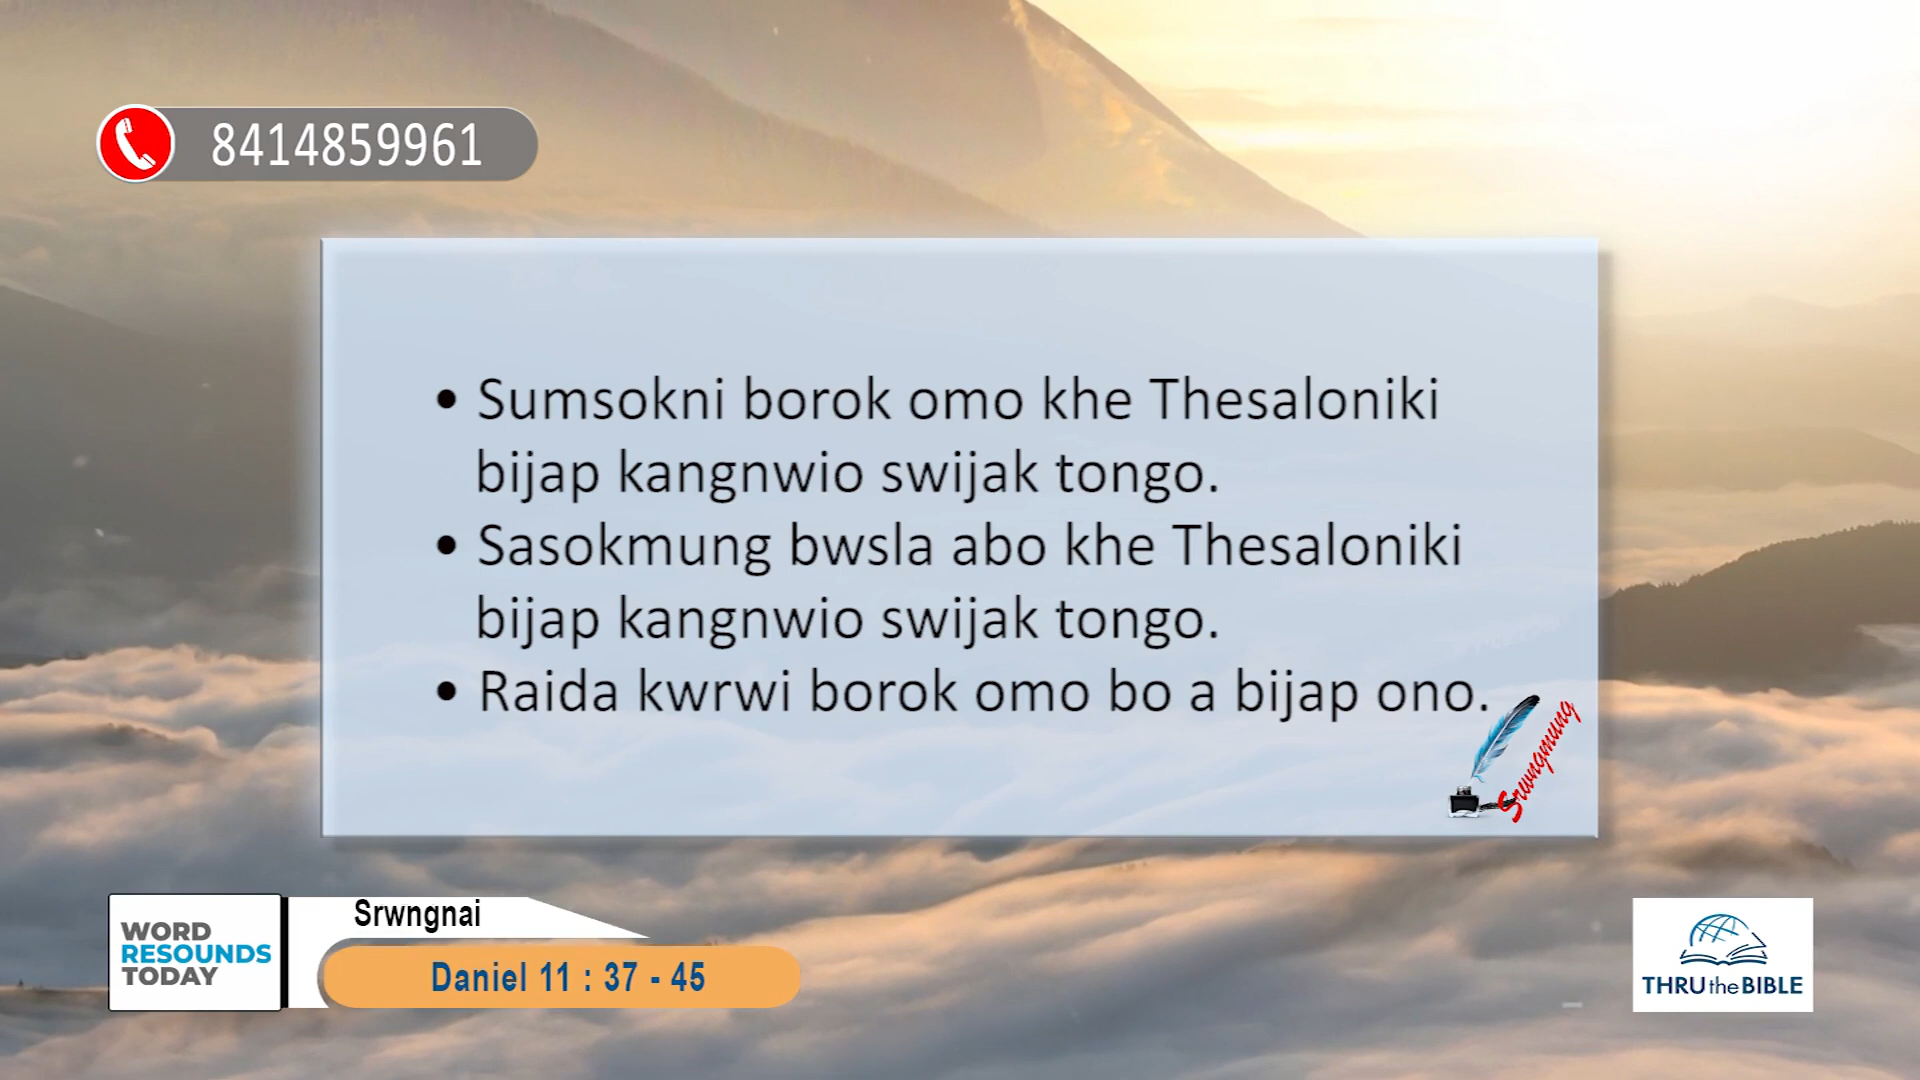 8414859961
• Sumsokni borok omo khe Thesaloniki
bijap kangnwio swijak tongo.
• Sasokmung bwsla abo khe Thesaloniki
bijap kangnwio swijak tongo.
• Raida kwrwi borok omo bo a bijap ono.
Srwngmung
WORD
RESOUNDS
TODAY
Srwngnai
Daniel 11 : 37 - 45
THRU the BIBLE